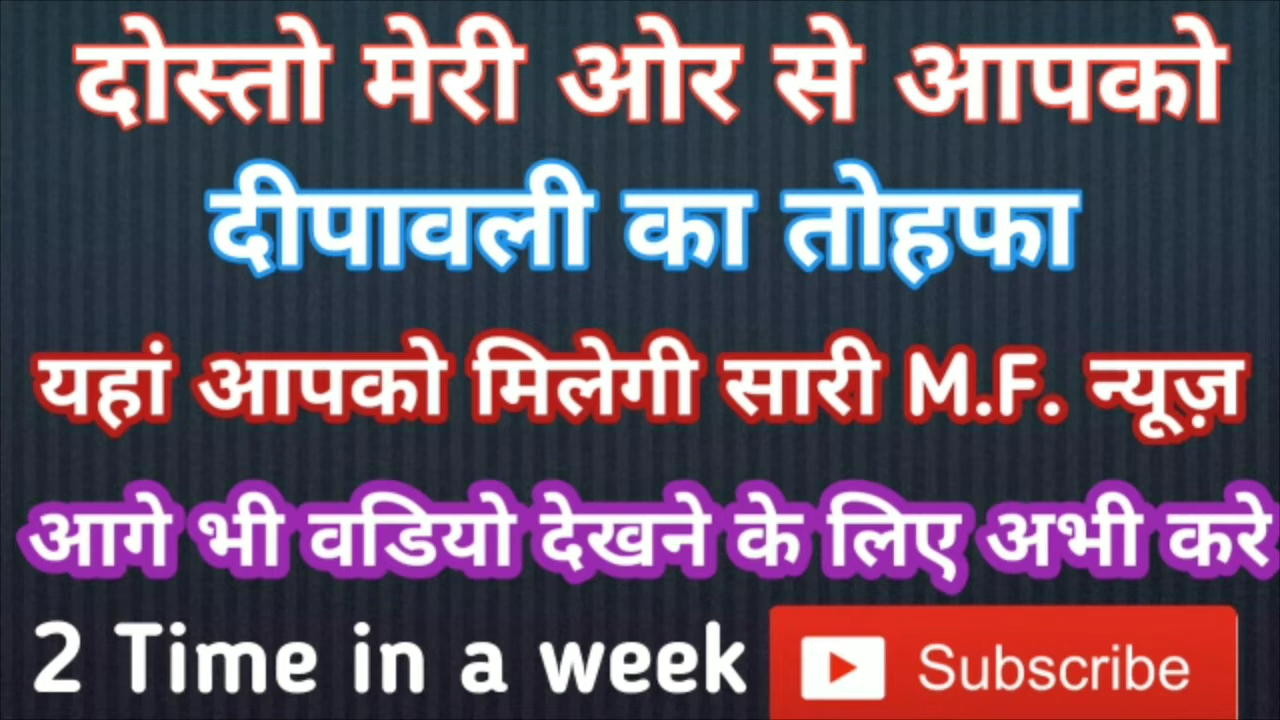 दोस्तो मेरी ओर से आपको
दीपावली का तोहफा
यहां आपको मिलेगी सारी M.F. न्यूज़
आगे भी वडियो देखने के लिए अभी करे
2 Time in a week Subscribe